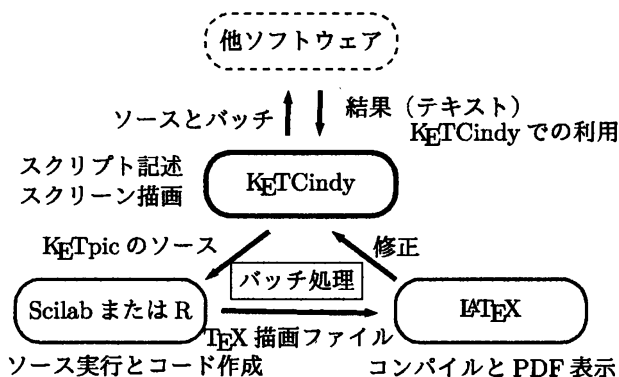 他ソフトウェア
ソースとバッチ
結果（テキスト）
KETCindy での利用
スクリプト記述
スクリーン描画
KETCindy
KETpic のソース
修正
バッチ処理
Scilab または R
LATEX
TEX 描画ファイル
ソース実行とコード作成
コンパイルと PDF 表示